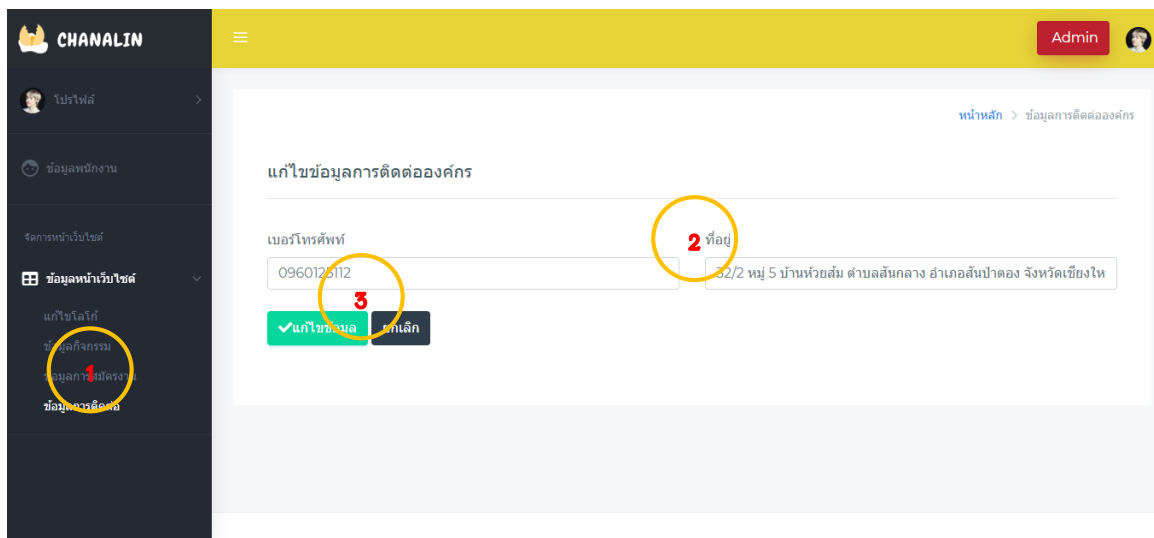 CHANALIN
Admin
โปรไฟล์
หน้าหลัก > ข้อมูลการติดต่อองค์กร
ข้อมูลพนักงาน
แก้ไขข้อมูลการติดต่อองค์กร
จัดการหน้าเว็บไซต์
เบอร์โทรศัพท์
2 ที่อยู่
ข้อมูลหน้าเว็บไซต์
0960125112
32/2 หมู่ 5 บ้านห้วยส้ม ตำบลสันกลาง อำเภอสันป่าตอง จังหวัดเชียงให
3
แก้ไขโลโก้
แก้ไขข้อมูล
ยกเลิก
ข้อมูลกิจกรรม
1
ข้อมูลการสมัครงาน
ข้อมูลการติดต่อ